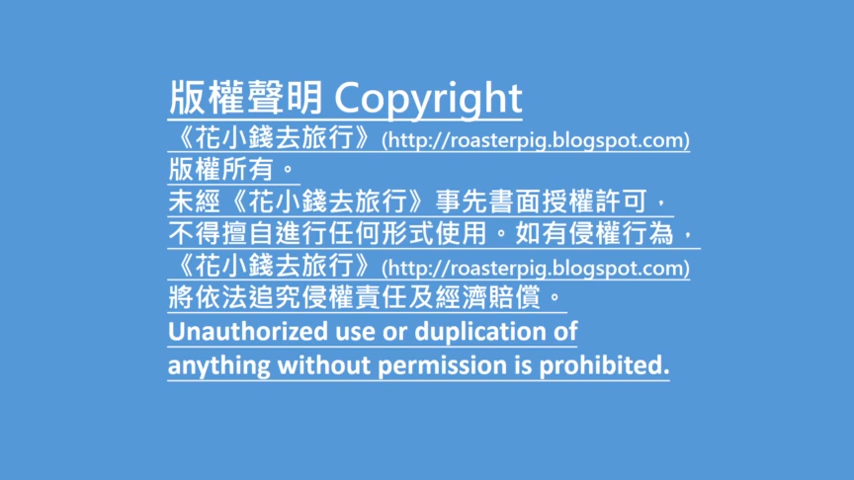 版權聲明 Copyright
《花小錢去旅行》(http://roasterpig.blogspot.com)
版權所有。
未經《花小錢去旅行》事先書面授權許可，
不得擅自進行任何形式使用。如有侵權行為，
《花小錢去旅行》(http://roasterpig.blogspot.com)
將依法追究侵權責任及經濟賠償。
Unauthorized use or duplication of
anything without permission is prohibited.